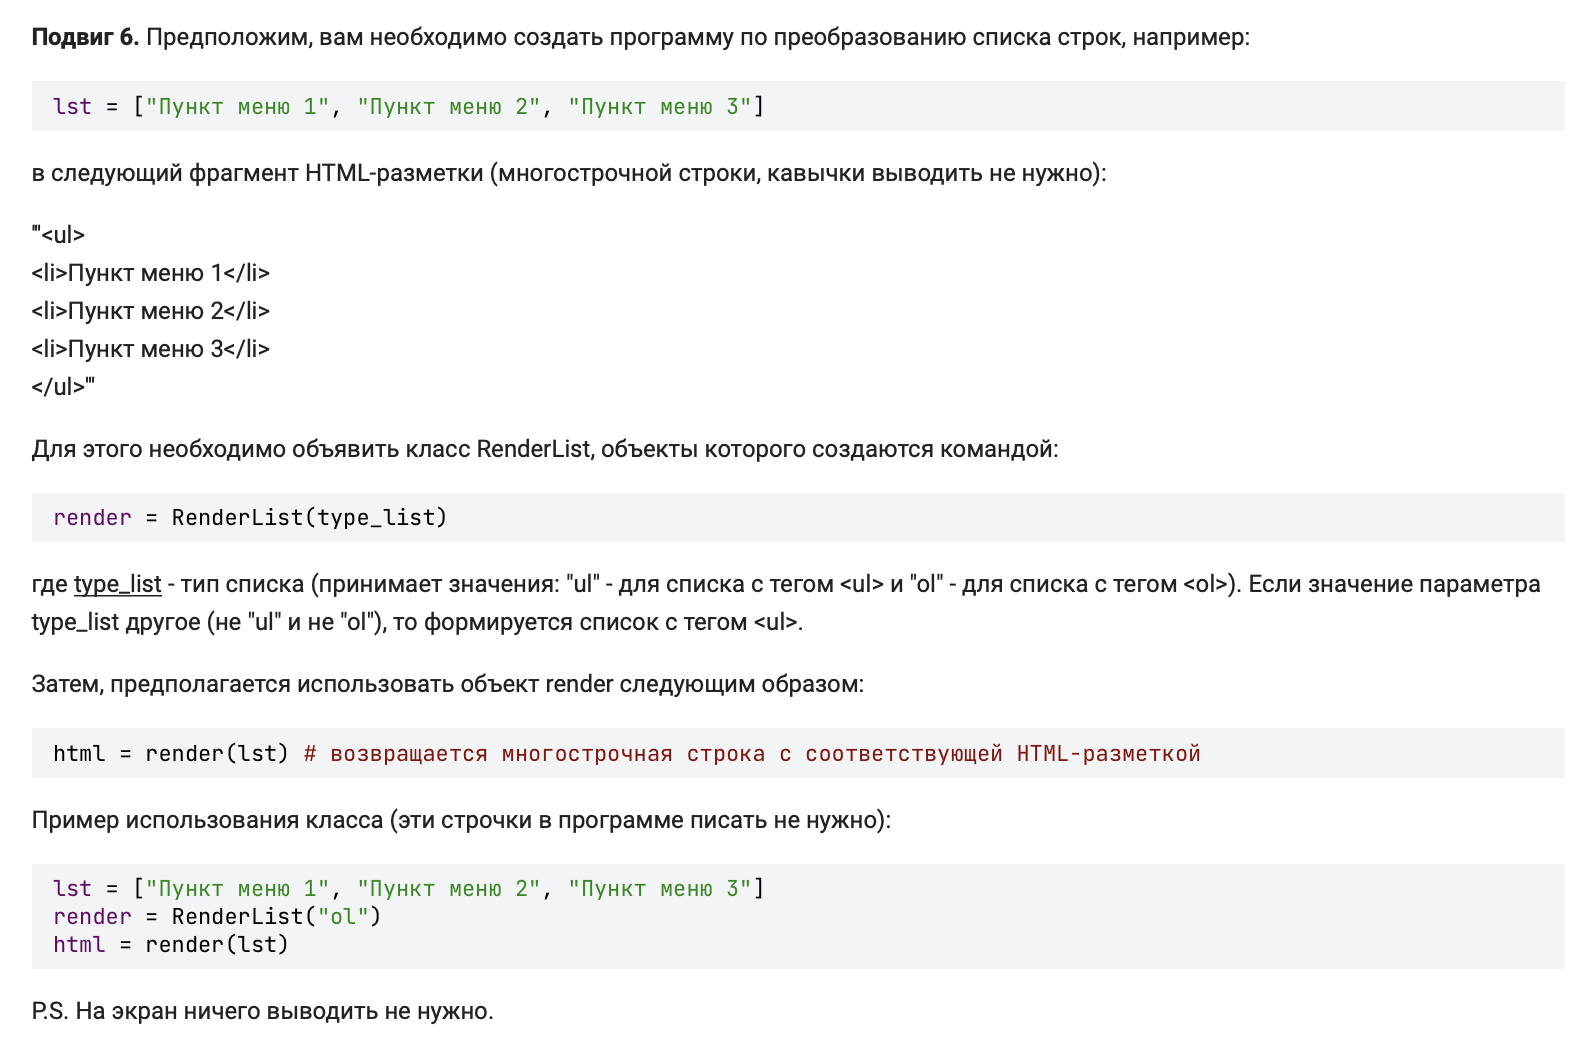 Подвиг 6. Предположим, вам необходимо создать программу по преобразованию списка строк, например:
lst = ["Пункт меню 1", "Пункт меню 2", "Пункт меню 3"]
в следующий фрагмент HTML-разметки (многострочной строки, кавычки выводить не нужно):
'''<ul>
<li>Пункт меню 1</li>
<li>Пункт меню 2</li>
<li>Пункт меню 3</li>
</ul>'''
Для этого необходимо объявить класс RenderList, объекты которого создаются командой:
render = RenderList(type_list)
где type_list - тип списка (принимает значения: "ul" - для списка с тегом <ul> и "ol" - для списка с тегом <ol>). Если значение параметра
type_list другое (не "ul" и не "ol"), то формируется список с тегом <ul>.
Затем, предполагается использовать объект render следующим образом:
html = render(lst) # возвращается многострочная строка с соответствующей HTML-разметкой
Пример использования класса (эти строчки в программе писать не нужно):
lst = ["Пункт меню 1", "Пункт меню 2", "Пункт меню 3"]
render = RenderList("ol")
html = render(lst)
P.S. На экран ничего выводить не нужно.